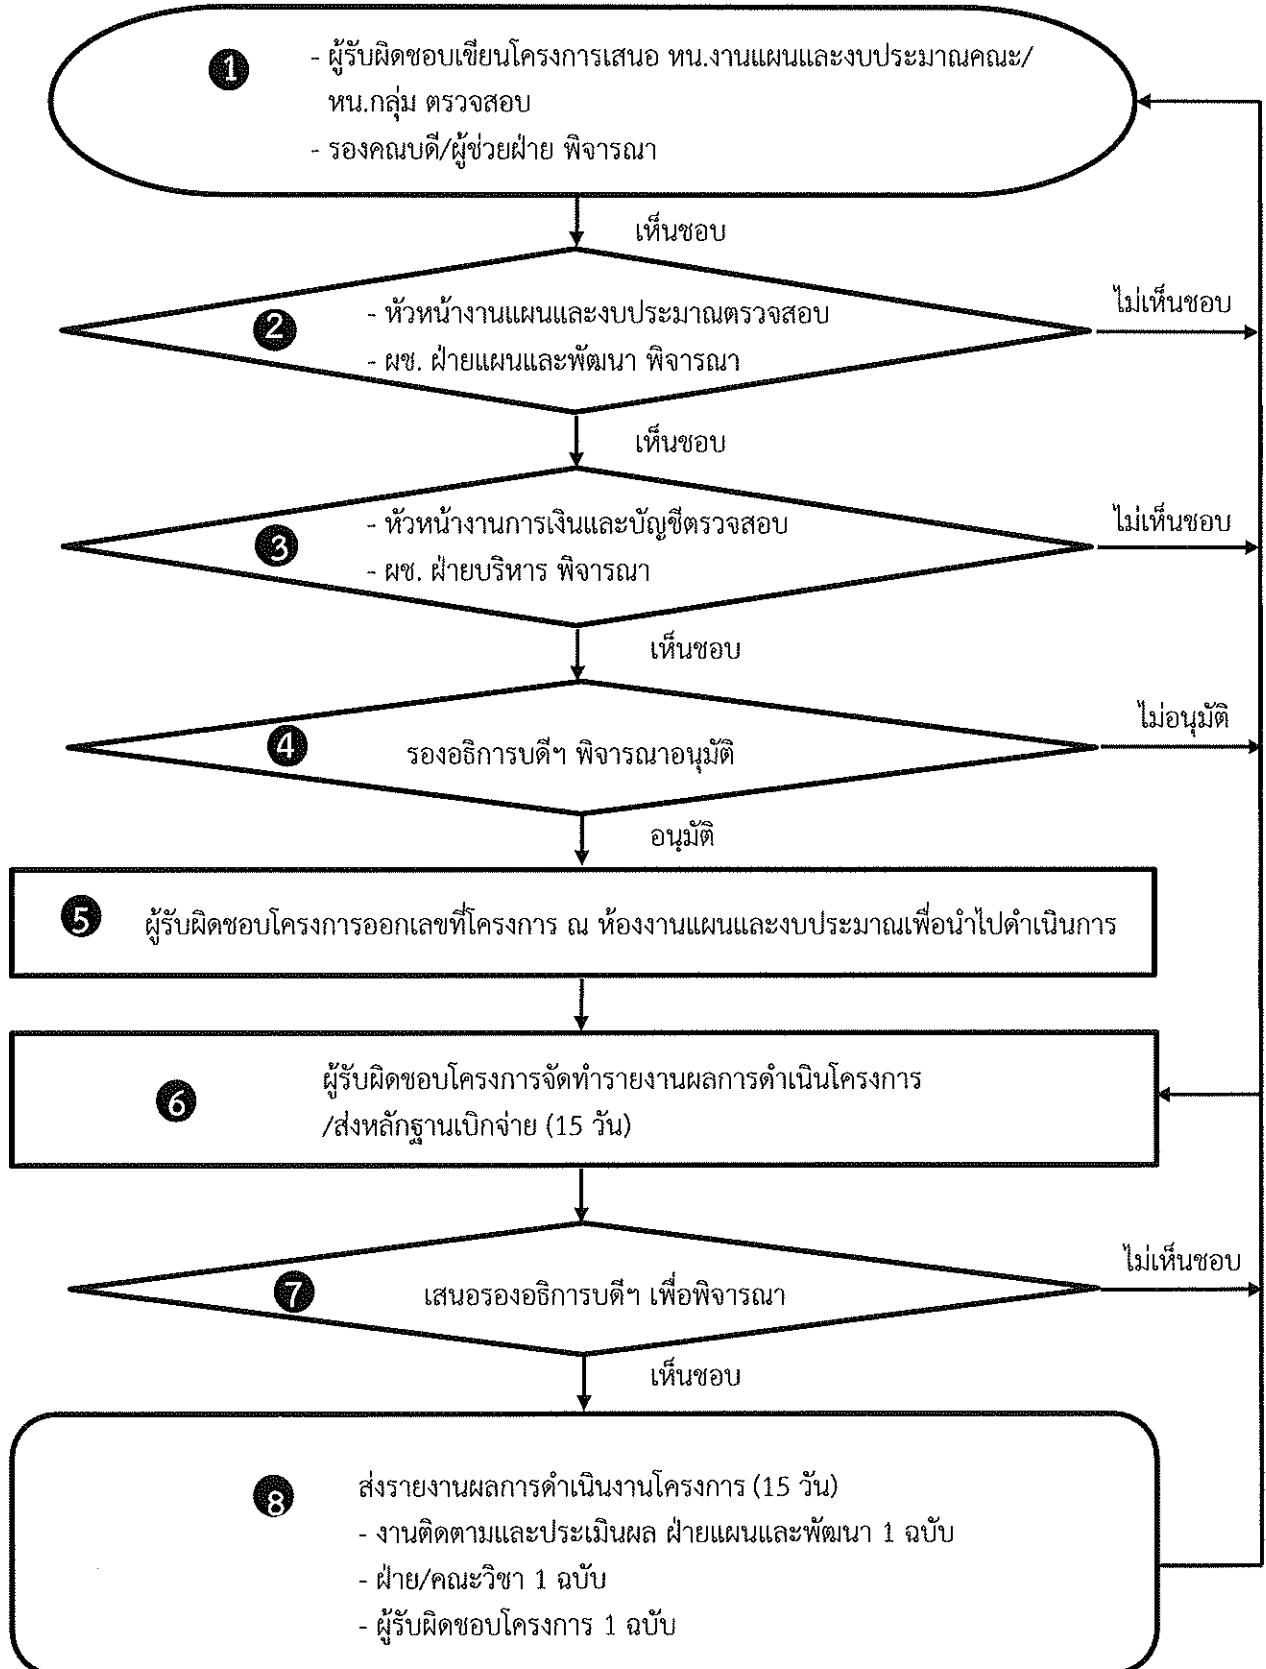 ❶ - ผู้รับผิดชอบเขียนโครงการเสนอ หน.งานแผนและงบประมาณคณะ/
หน.กลุ่ม ตรวจสอบ
- รองคณบดี/ผู้ช่วยฝ่าย พิจารณา
เห็นชอบ
❷ - หัวหน้างานแผนและงบประมาณตรวจสอบ
- ผช. ฝ่ายแผนและพัฒนา พิจารณา
ไม่เห็นชอบ
เห็นชอบ
❸ - หัวหน้างานการเงินและบัญชีตรวจสอบ
- ผช. ฝ่ายบริหาร พิจารณา
ไม่เห็นชอบ
เห็นชอบ
❹ รองอธิการบดีฯ พิจารณาอนุมัติ
ไม่อนุมัติ
อนุมัติ
❺ ผู้รับผิดชอบโครงการออกเลขที่โครงการ ณ ห้องงานแผนและงบประมาณเพื่อนำไปดำเนินการ
❻ ผู้รับผิดชอบโครงการจัดทำรายงานผลการดำเนินโครงการ
/ส่งหลักฐานเบิกจ่าย (15 วัน)
❼ เสนอรองอธิการบดีฯ เพื่อพิจารณา
ไม่เห็นชอบ
เห็นชอบ
❽ ส่งรายงานผลการดำเนินงานโครงการ (15 วัน)
- งานติดตามและประเมินผล ฝ่ายแผนและพัฒนา 1 ฉบับ
- ฝ่าย/คณะวิชา 1 ฉบับ
- ผู้รับผิดชอบโครงการ 1 ฉบับ